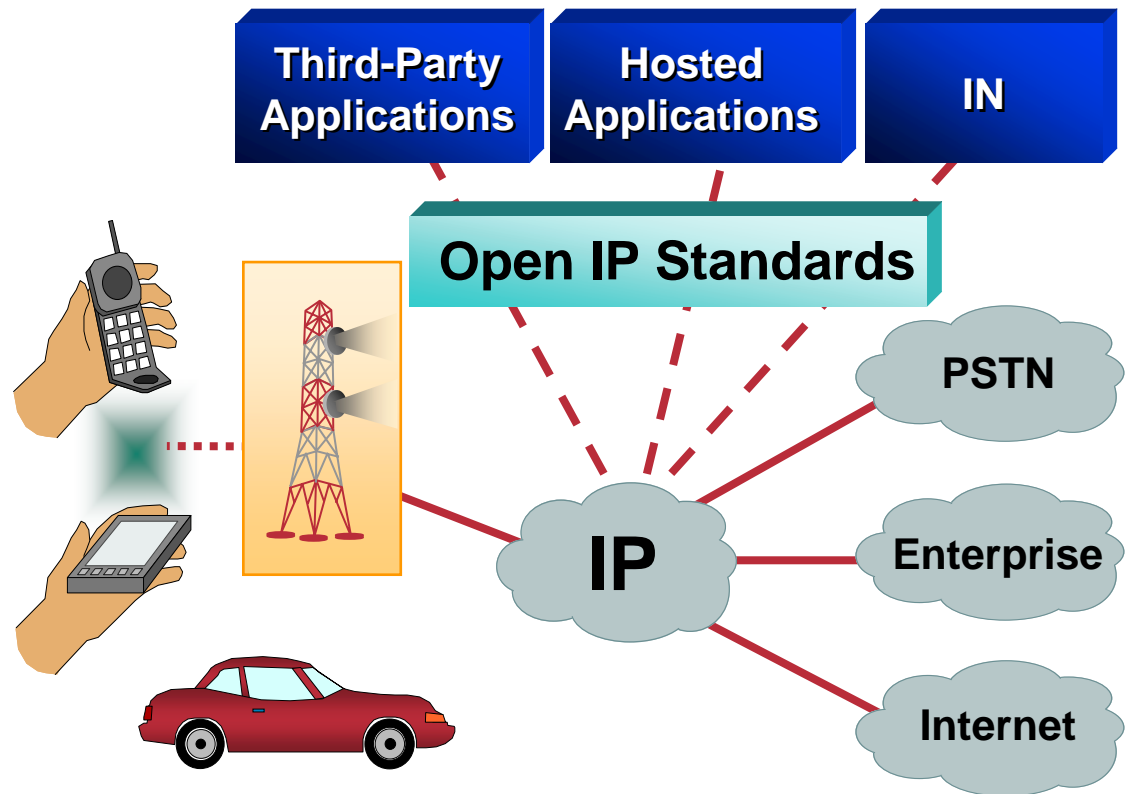 Third-Party
Applications
Hosted
Applications
IN
Open IP Standards
PSTN
IP
Enterprise
Internet